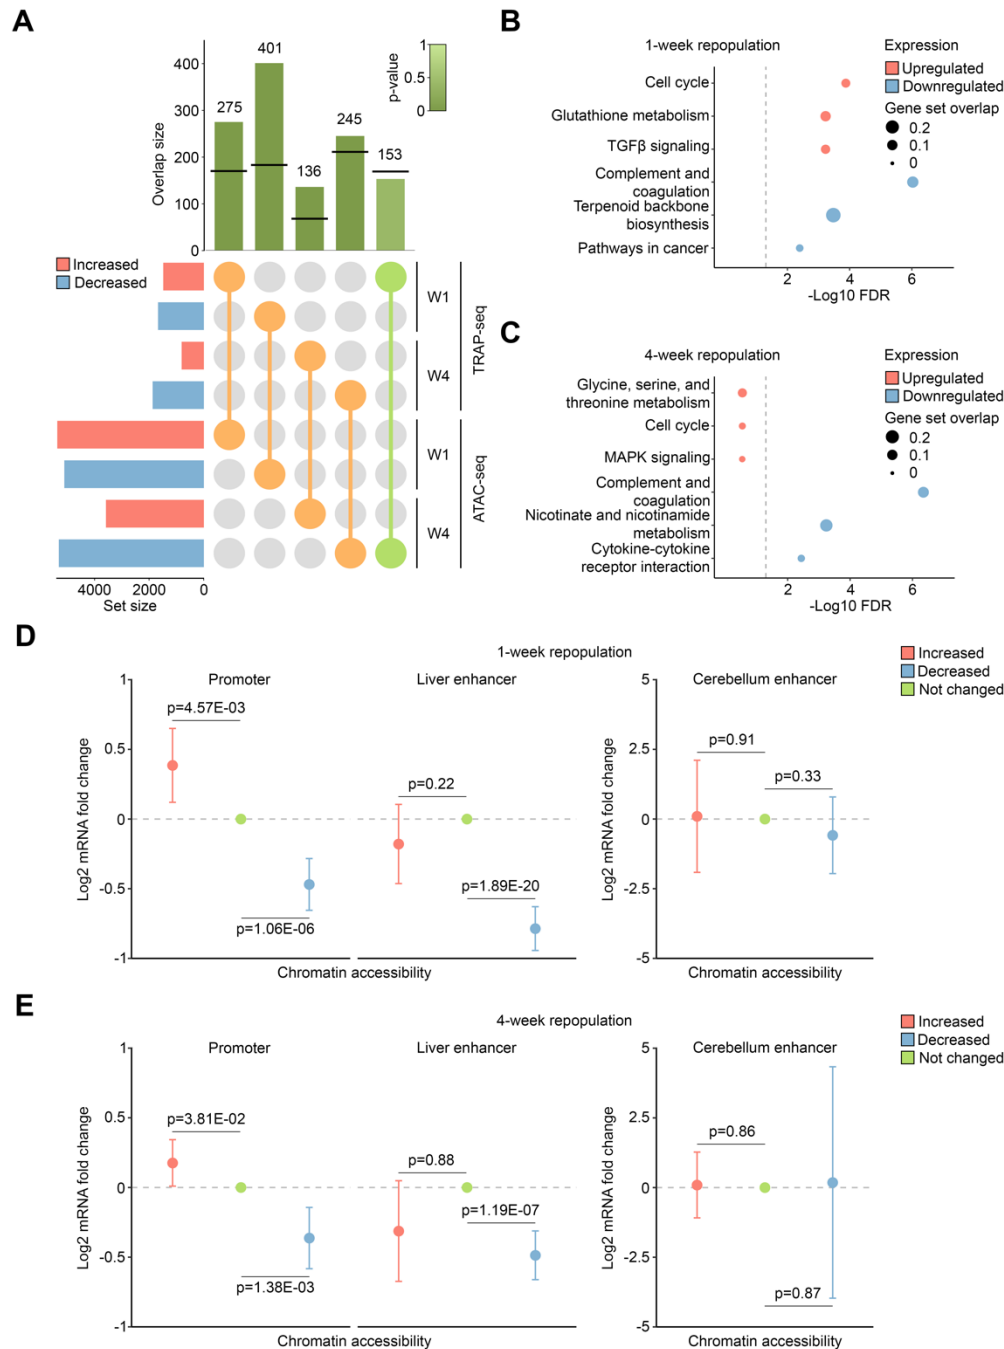 A
401
400
275
300
245
200
136
153
100
0
Overlap size
1
0.5
0
p-value
Increased
Decreased
W1
W4
TRAP-seq
W1
W4
ATAC-seq
4000 2000 0
Set size
B
1-week repopulation
Cell cycle
Glutathione metabolism
TGFβ signaling
Complement and
coagulation
Terpenoid backbone
biosynthesis
Pathways in cancer
2 4 6
-Log10 FDR
Expression
Upregulated
Downregulated
Gene set overlap
0.2
0.1
0
C
4-week repopulation
Glycine, serine, and
threonine metabolism
Cell cycle
MAPK signaling
Complement and
coagulation
Nicotinate and nicotinamide
metabolism
Cytokine-cytokine
receptor interaction
2 4 6
-Log10 FDR
Expression
Upregulated
Downregulated
Gene set overlap
0.2
0.1
0
D
1-week repopulation
Increased
Decreased
Not changed
Promoter
Liver enhancer
Cerebellum enhancer
1
0.5
0
-0.5
-1
Log2 mRNA fold change
p=4.57E-03
p=1.06E-06
p=0.22
p=1.89E-20
5
2.5
0
-2.5
-5
Log2 mRNA fold change
p=0.91
p=0.33
Chromatin accessibility
Chromatin accessibility
E
4-week repopulation
Increased
Decreased
Not changed
Promoter
Liver enhancer
Cerebellum enhancer
1
0.5
0
-0.5
-1
Log2 mRNA fold change
p=3.81E-02
p=1.38E-03
p=0.88
p=1.19E-07
5
2.5
0
-2.5
-5
Log2 mRNA fold change
p=0.86
p=0.87
Chromatin accessibility
Chromatin accessibility